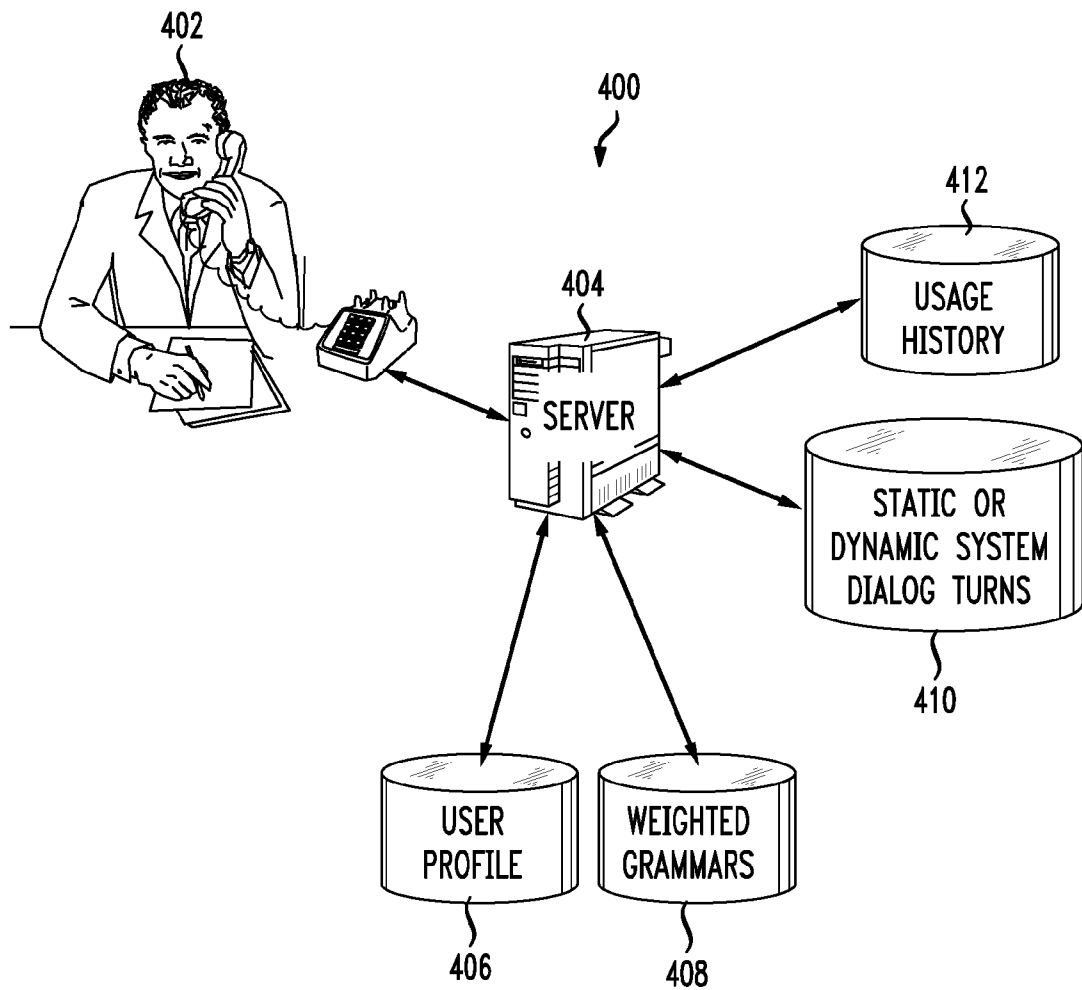 402
400
412
USAGE
HISTORY
404
SERVER
STATIC OR
DYNAMIC SYSTEM
DIALOG TURNS
410
USER
PROFILE
WEIGHTED
GRAMMARS
406
408